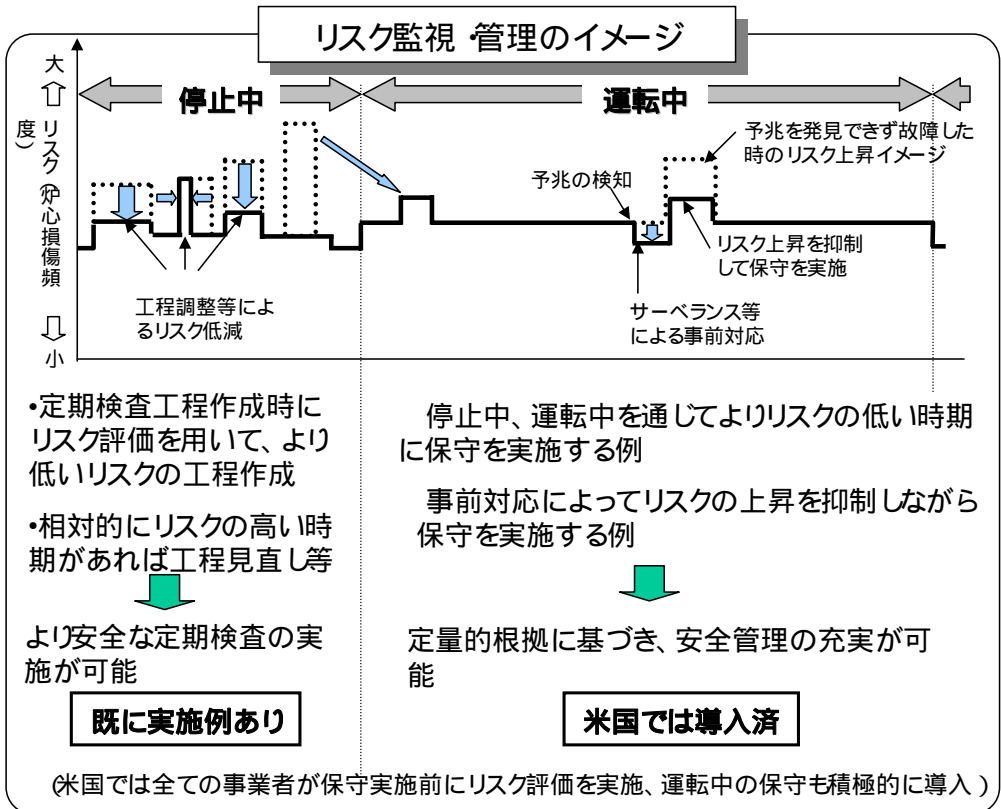 リスク監視・管理のイメージ
大
リスク（炉心損傷頻
度）
小
停止中
運転中
予兆を発見できず故障した
時のリスク上昇イメージ
予兆の検知
リスク上昇を抑制
して保守を実施
工程調整等によ
るリスク低減
サーベランス等
による事前対応
•定期検査工程作成時に
リスク評価を用いて、より
低いリスクの工程作成
•相対的にリスクの高い時
期があれば工程見直し等
より安全な定期検査の実
施が可能
既に実施例あり
停止中、運転中を通じてよりリスクの低い時期
に保守を実施する例
事前対応によってリスクの上昇を抑制しながら
保守を実施する例
定量的根拠に基づき、安全管理の充実が可
能
米国では導入済
（米国では全ての事業者が保守実施前にリスク評価を実施、運転中の保守も積極的に導入）